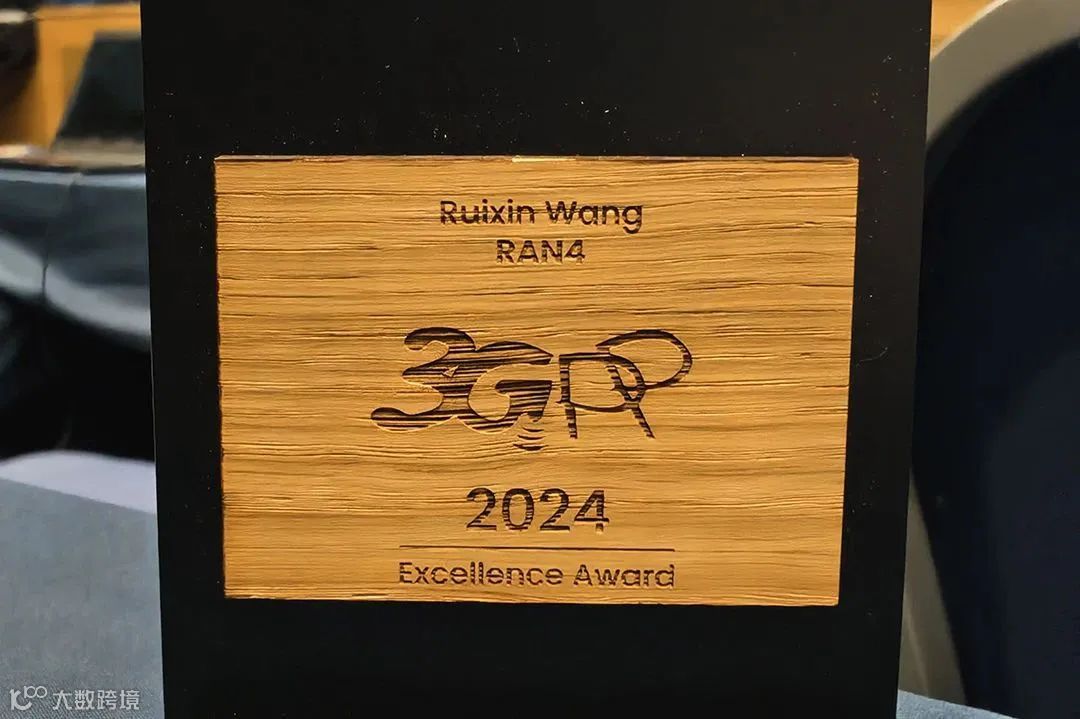 Ruixin Wang
RAN4
3GPP
2024
Excellence Award
大数跨境